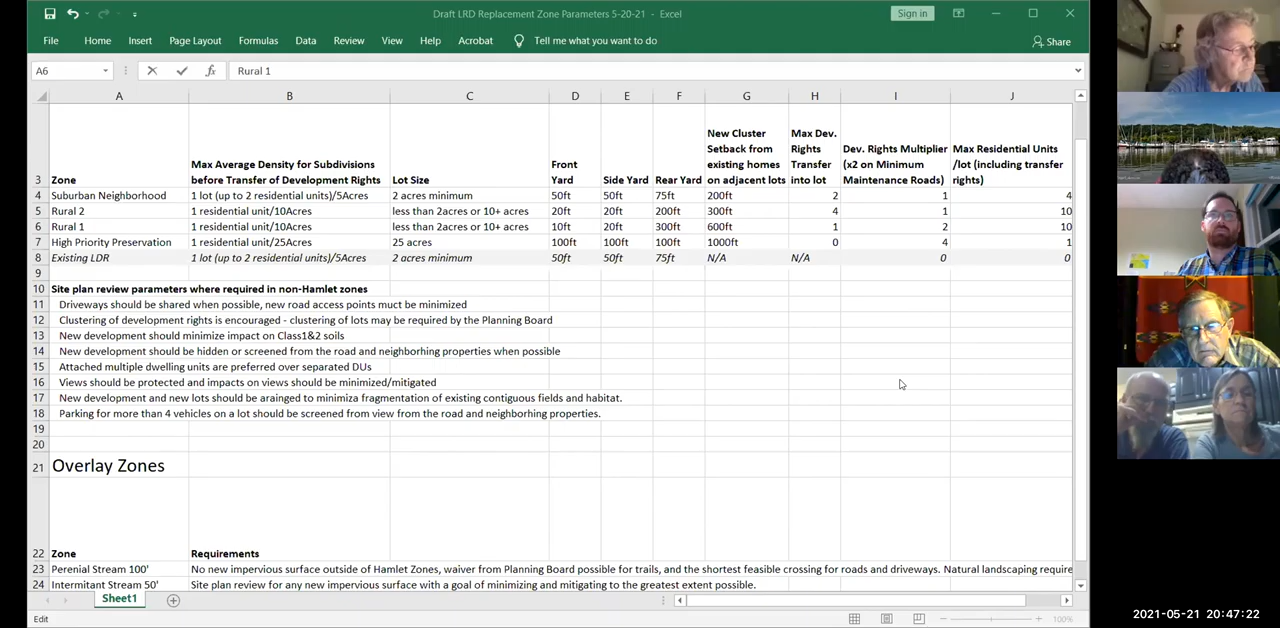 Draft LRD Replacement Zone Parameters 5-20-21 - Excel
Sign in
File Home Insert Page Layout Formulas Data Review View Help Acrobat Tell me what you want to do Share
A6 fx Rural 1
A B C D E F G H I J
3 Zone Max Average Density for Subdivisions before Transfer of Development Rights Lot Size Front Yard Side Yard Rear Yard New Cluster Setback from existing homes on adjacent lots Max Dev. Rights Transfer into lot Dev. Rights Multiplier (x2 on Minimum Maintenance Roads) Max Residential Units /lot (including transfer rights)
4 Suburban Neighborhood 1 lot (up to 2 residential units)/5Acres 2 acres minimum 50ft 50ft 75ft 200ft 2 1 4
5 Rural 2 1 residential unit/10Acres less than 2acres or 10+ acres 20ft 20ft 200ft 300ft 4 1 10
6 Rural 1 1 residential unit/10Acres less than 2acres or 10+ acres 10ft 20ft 300ft 600ft 1 2 10
7 High Priority Preservation 1 residential unit/25Acres 25 acres 100ft 100ft 100ft 1000ft 0 4 1
8 Existing LDR 1 lot (up to 2 residential units)/5Acres 2 acre minimum 50ft 50ft 75ft N/A N/A 0 0
9
10 Site plan review parameters where required in non-Hamlet zones
11 Driveways should be shared when possible, new road access points muct be minimized
12 Clustering of development rights is encouraged - clustering of lots may be required by the Planning Board
13 New development should minimize impact on Class1&2 soils
14 New development should be hidden or screened from the road and neighborhing properties when possible
15 Attached multiple dwelling units are preferred over separated DUs
16 Views should be protected and impacts on views should be minimized/mitigated
17 New development and new lots should be arainged to minimiza fragmentation of existing contiguous fields and habitat.
18 Parking for more than 4 vehicles on a lot should be screened from view from the road and neighborhing properties.
19
20
21 Overlay Zones
22 Zone Requirements
23 Perenial Stream 100' No new impervious surface outside of Hamlet Zones, waiver from Planning Board possible for trails, and the shortest feasible crossing for roads and driveways. Natural landscaping require
24 Intermitant Stream 50' Site plan review for any new impervious surface with a goal of minimizing and mitigating to the greatest extent possible.
Sheet1
Edit
100%
2021-05-21 20:47:22